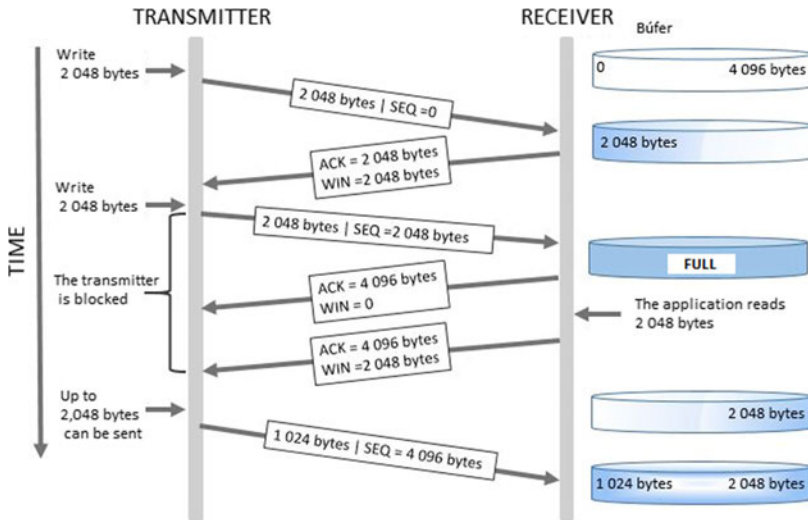 TRANSMITTER
RECEIVER
Búfer
Write
2 048 bytes
0
4 096 bytes
2 048 bytes | SEQ =0
2 048 bytes
ACK = 2 048 bytes
WIN =2 048 bytes
Write
2 048 bytes
2 048 bytes | SEQ =2 048 bytes
TIME
FULL
The transmitter
is blocked
ACK = 4 096 bytes
WIN = 0
The application reads
2 048 bytes
ACK = 4 096 bytes
WIN =2 048 bytes
Up to
2,048 bytes
can be sent
2 048 bytes
1 024 bytes | SEQ = 4 096 bytes
1 024 bytes
2 048 bytes